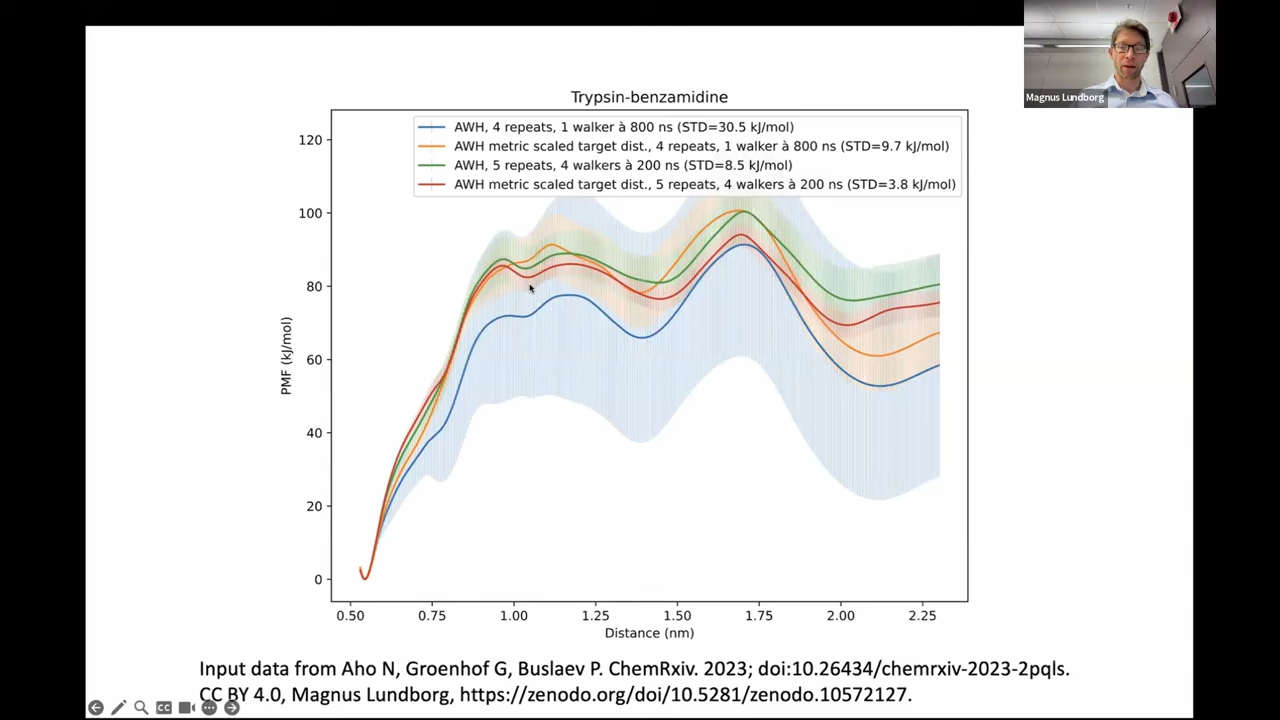 Magnus Lundborg
Trypsin-benzamidine
AWH, 4 repeats, 1 walker à 800 ns (STD=30.5 kJ/mol)
AWH metric scaled target dist., 4 repeats, 1 walker à 800 ns (STD=9.7 kJ/mol)
AWH, 5 repeats, 4 walkers à 200 ns (STD=8.5 kJ/mol)
AWH metric scaled target dist., 5 repeats, 4 walkers à 200 ns (STD=3.8 kJ/mol)
120
100
80
60
40
20
0
PMF (kJ/mol)
0.50 0.75 1.00 1.25 1.50 1.75 2.00 2.25
Distance (nm)
Input data from Aho N, Groenhof G, Buslaev P. ChemRxiv. 2023; doi:10.26434/chemrxiv-2023-2pqls.
CC BY 4.0, Magnus Lundborg, https://zenodo.org/doi/10.5281/zenodo.10572127.
CC